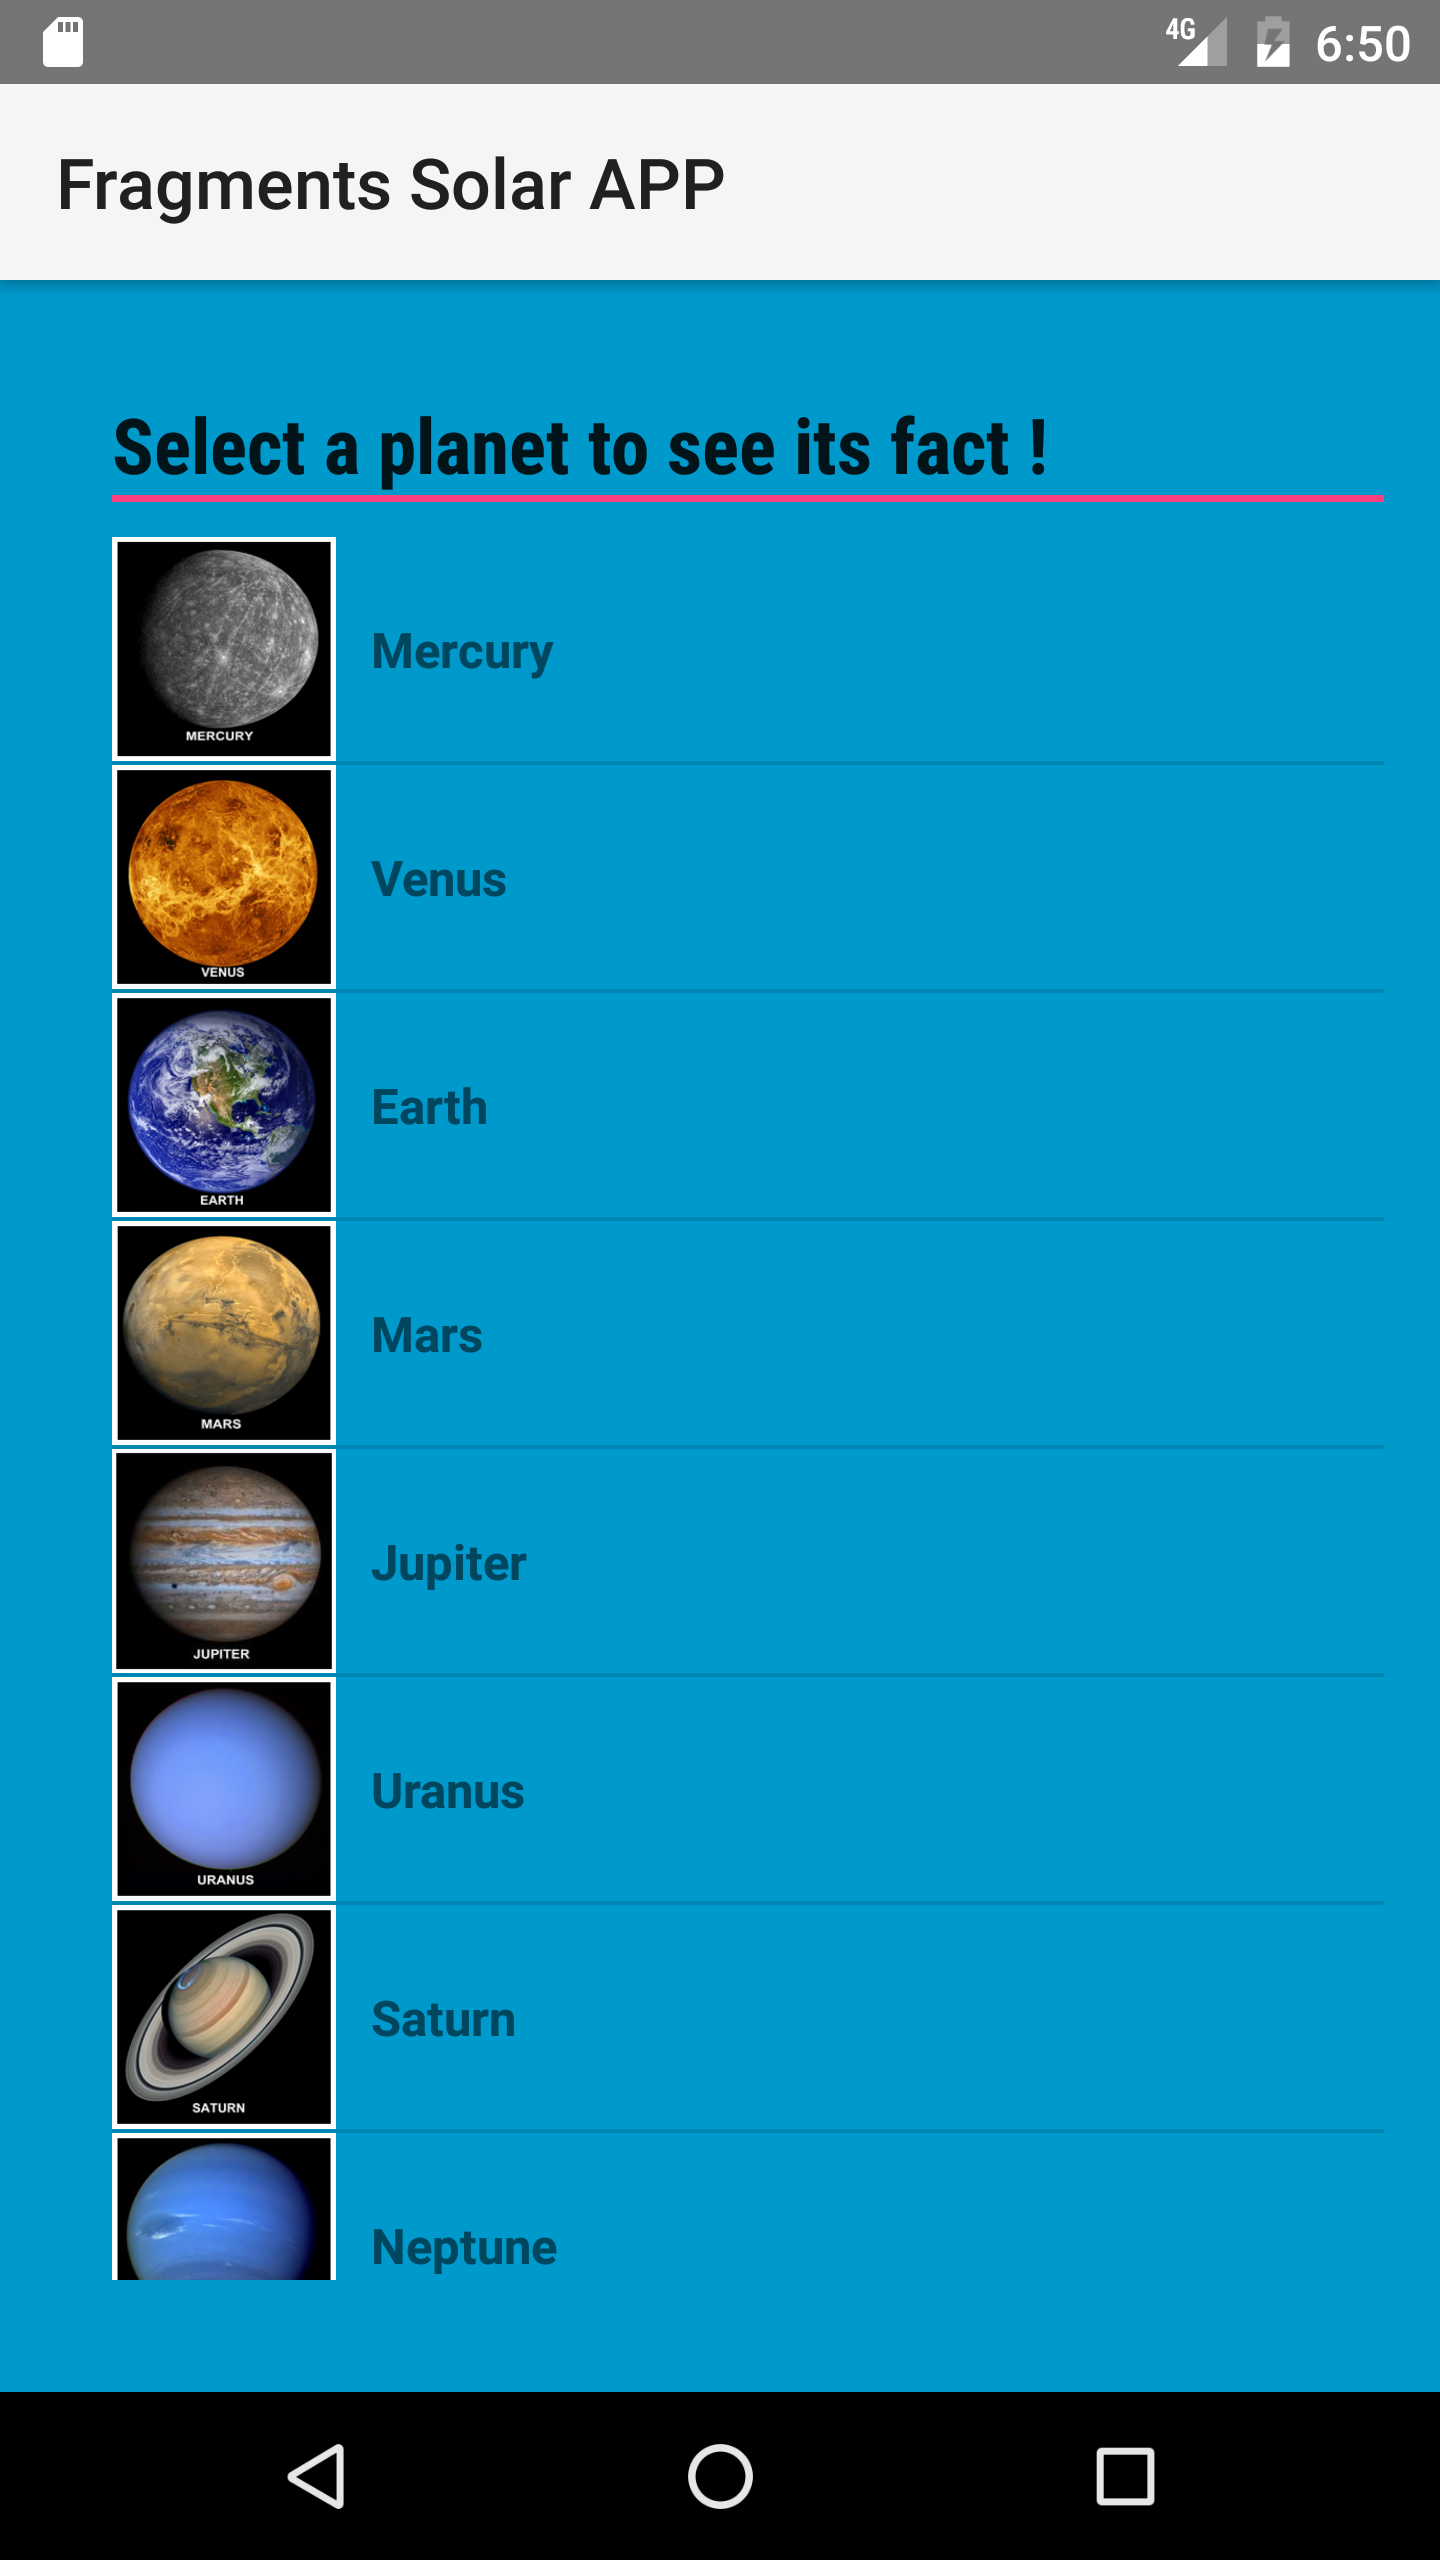 4G 6:50
Fragments Solar APP
Select a planet to see its fact !
MERCURY
Mercury
VENUS
Venus
EARTH
Earth
MARS
Mars
JUPITER
Jupiter
URANUS
Uranus
SATURN
Saturn
Neptune